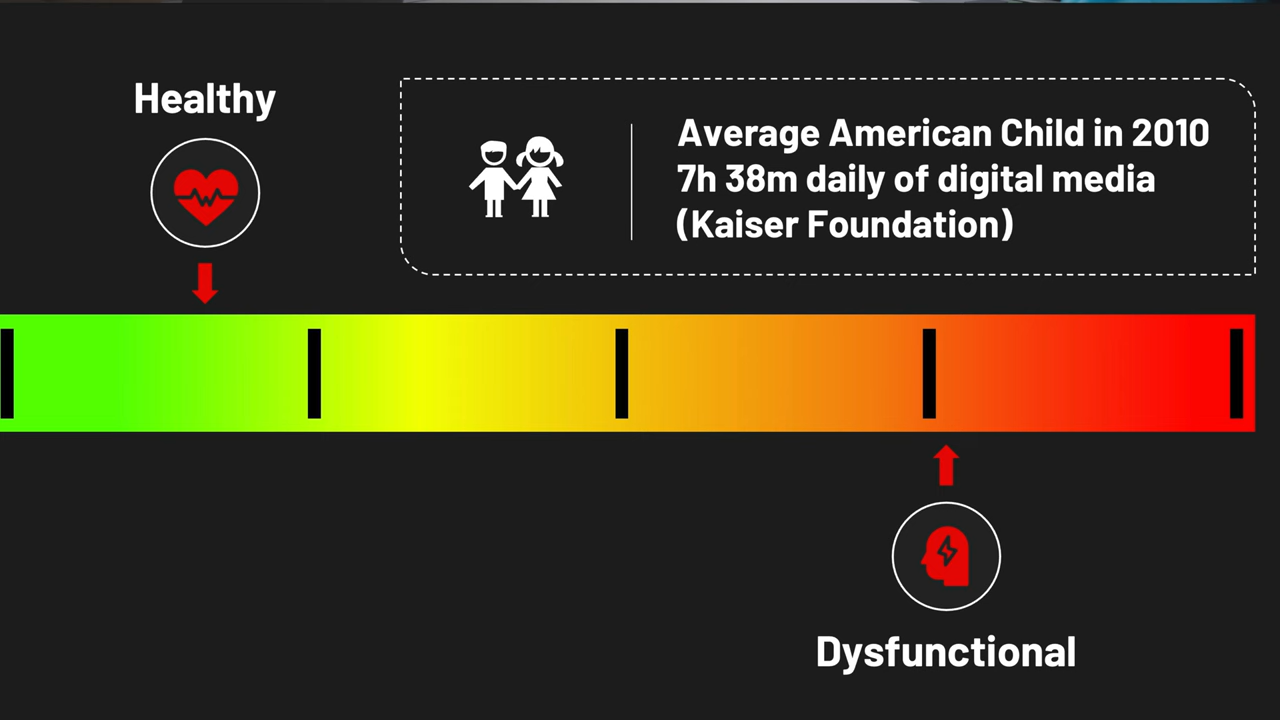 Healthy
Average American Child in 2010
7h 38m daily of digital media
(Kaiser Foundation)
Dysfunctional